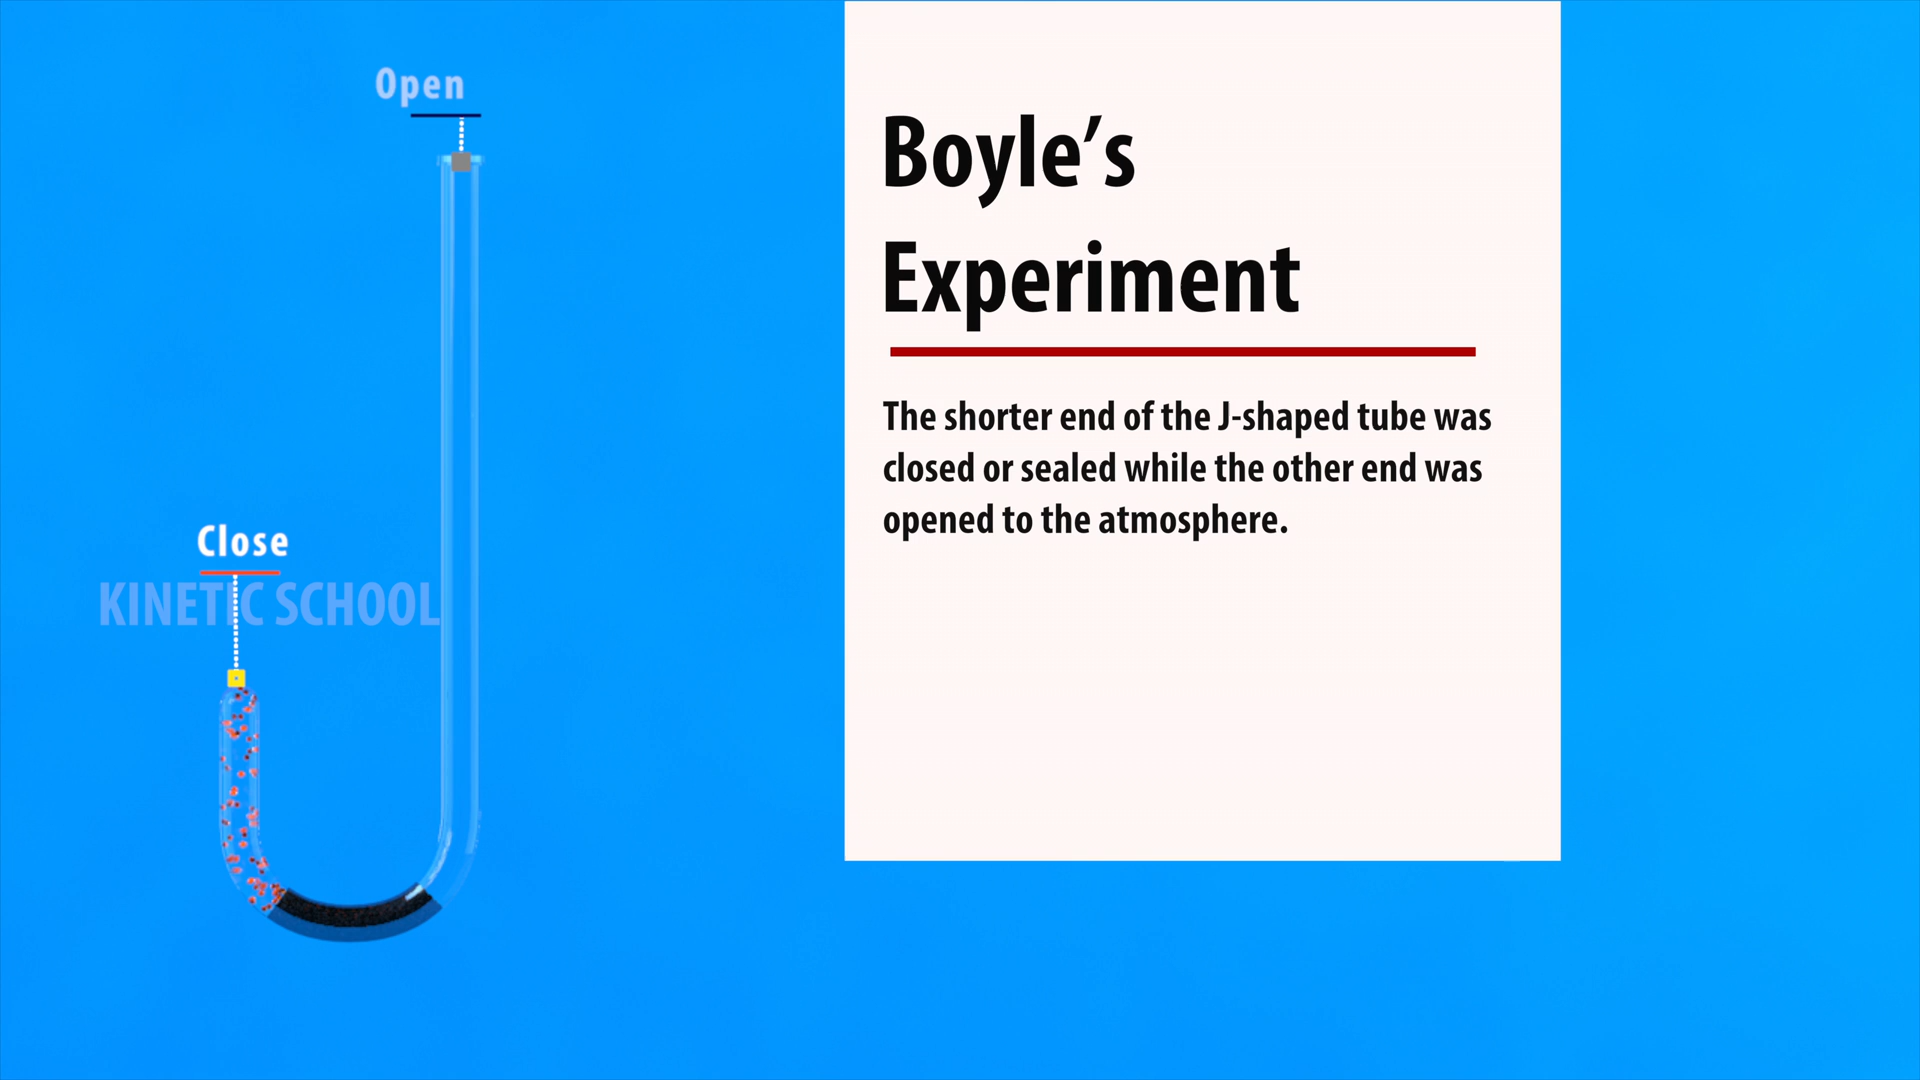 Open
Close
KINETIC SCHOOL
Boyle’s
Experiment
The shorter end of the J-shaped tube was
closed or sealed while the other end was
opened to the atmosphere.